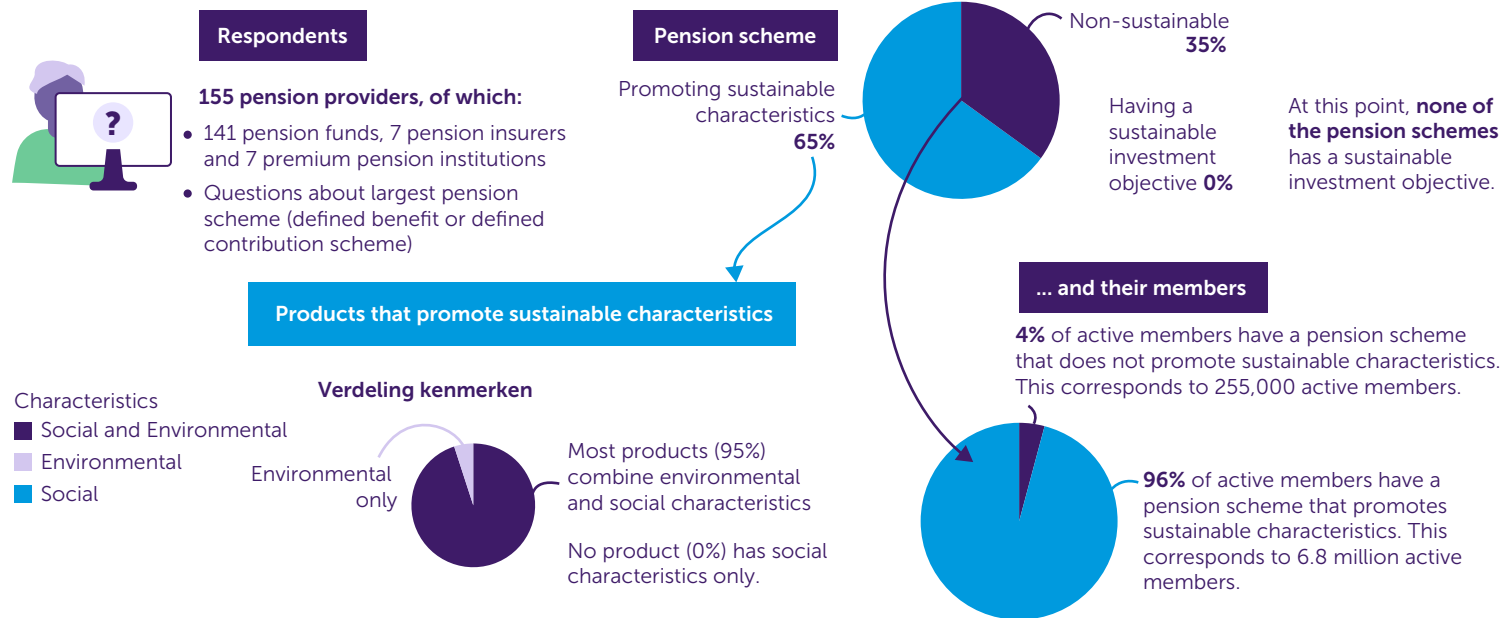 Respondents
?
155 pension providers, of which:
• 141 pension funds, 7 pension insurers
and 7 premium pension institutions
• Questions about largest pension
scheme (defined benefit or defined
contribution scheme)
Pension scheme
Promoting sustainable
characteristics
65%
Non-sustainable
35%
Having a
sustainable
investment
objective 0%
At this point, none of
the pension schemes
has a sustainable
investment objective.
Products that promote sustainable characteristics
Verdeling kenmerken
Characteristics
Social and Environmental
Environmental
Social
Environmental
only
Most products (95%)
combine environmental
and social characteristics
No product (0%) has social
characteristics only.
... and their members
4% of active members have a pension scheme
that does not promote sustainable characteristics.
This corresponds to 255,000 active members.
96% of active members have a
pension scheme that promotes
sustainable characteristics. This
corresponds to 6.8 million active
members.